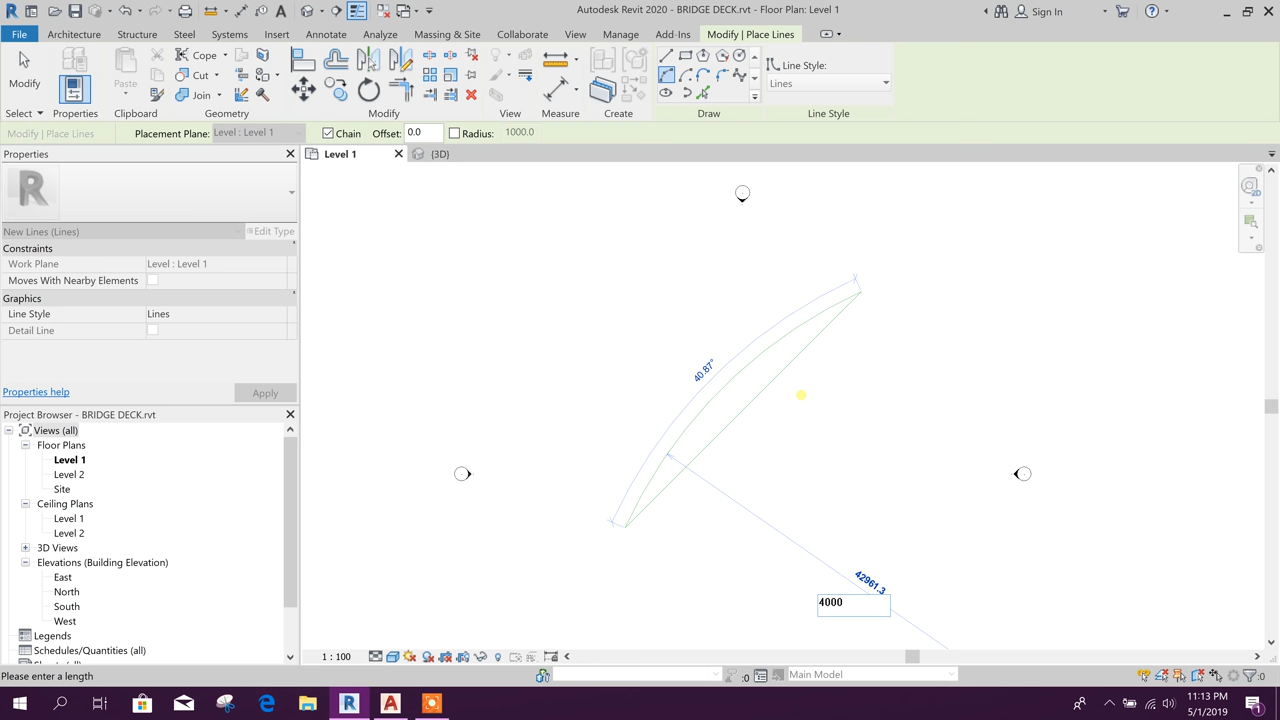 Autodesk Revit 2020 - BRIDGE DECK.rvt - Floor Plan: Level 1
Sign In
File
Architecture
Structure
Steel
Systems
Insert
Annotate
Analyze
Massing & Site
Collaborate
View
Manage
Add-Ins
Modify | Place Lines
Modify
Properties
Paste
Cope
Cut
Join
Line Style:
Lines
Select
Properties
Clipboard
Geometry
Modify
View
Measure
Create
Draw
Line Style
Modify | Place Lines
Placement Plane:
Level : Level 1
Chain
Offset:
0.0
Radius:
1000.0
Properties
Level 1
{3D}
R
2D
New Lines (Lines)
Edit Type
Constraints
Work Plane
Level : Level 1
Moves With Nearby Elements
Graphics
Line Style
Lines
Detail Line
Properties help
Apply
40.87°
42961.3
4000
Project Browser - BRIDGE DECK.rvt
Views (all)
Floor Plans
Level 1
Level 2
Site
Ceiling Plans
Level 1
Level 2
3D Views
Elevations (Building Elevation)
East
North
South
West
Legends
Schedules/Quantities (all)
1 : 100
Please enter a length
:0
Main Model
:0
11:13 PM
5/1/2019
1